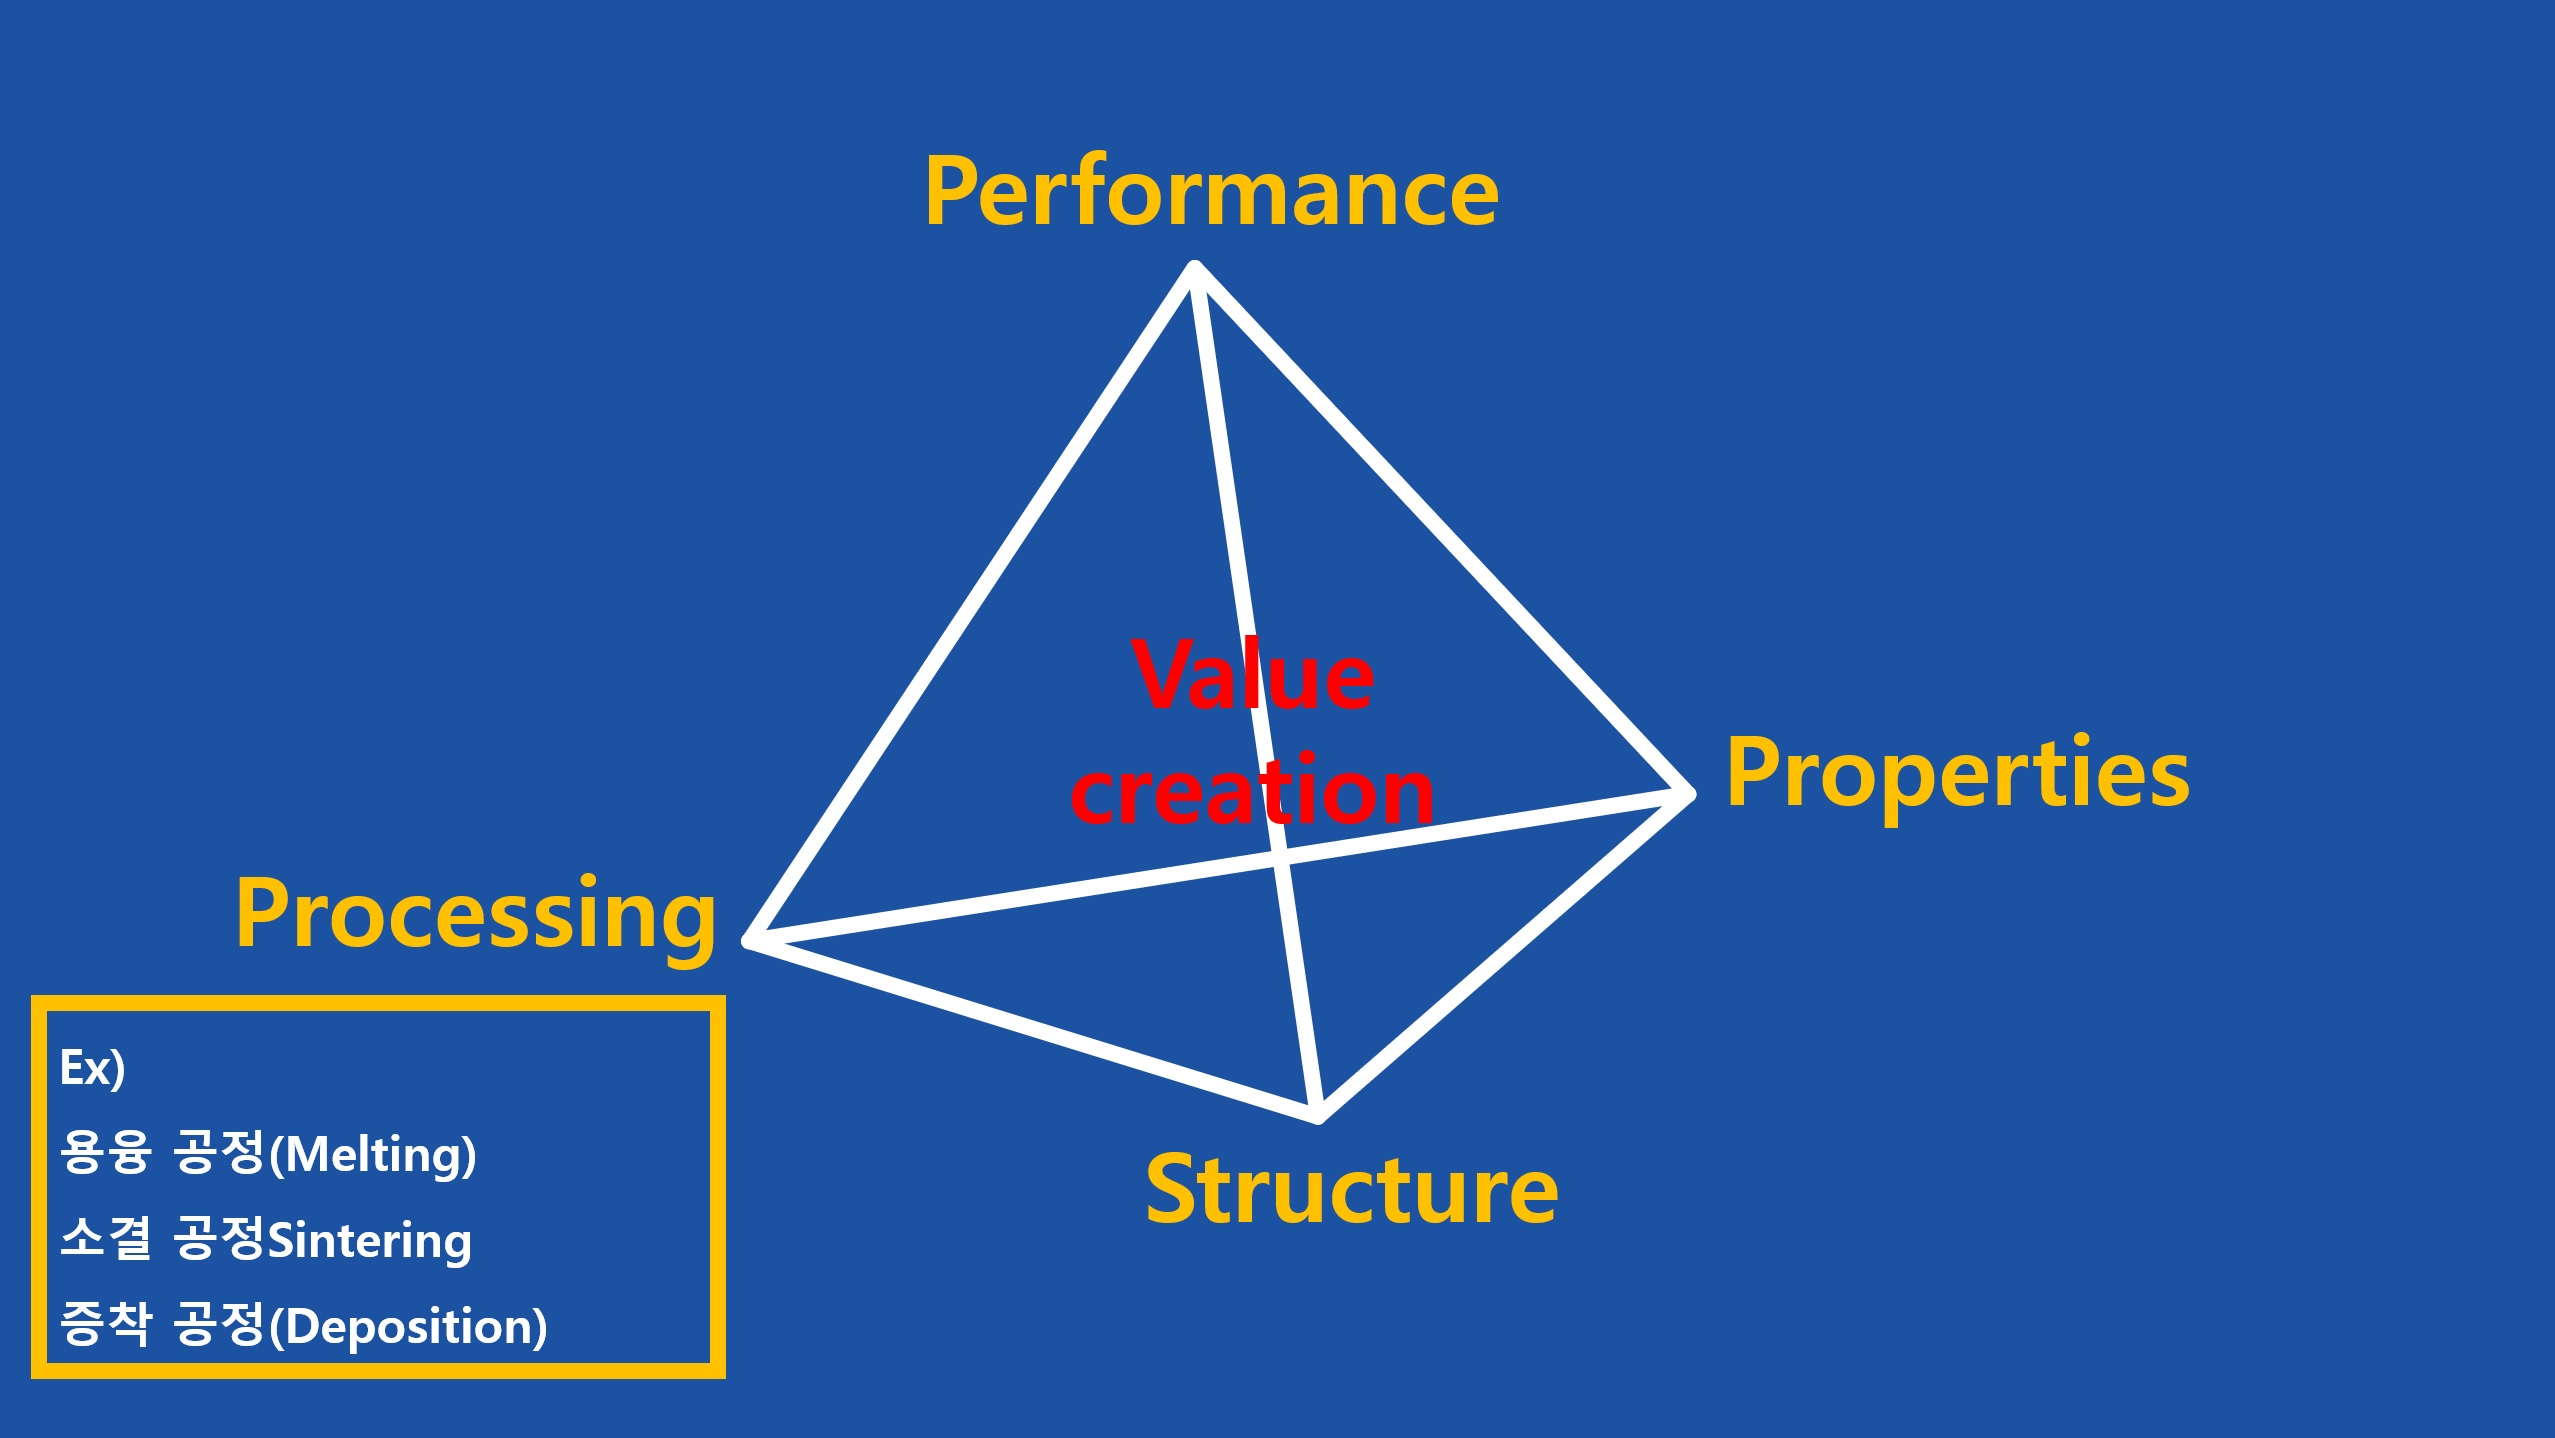 Performance
Value
creation
Properties
Processing
Ex)
용융 공정(Melting)
소결 공정Sintering
증착 공정(Deposition)
Structure